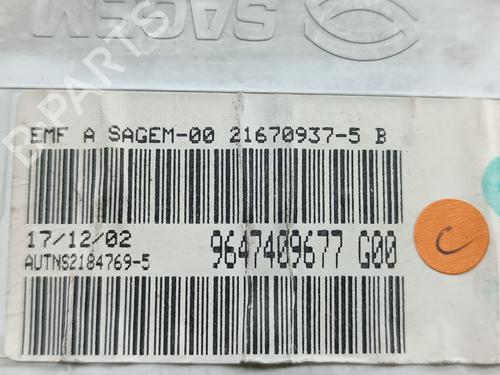 SAGEM
B PARTS
EMF A SAGEM-00 21670937-5 B
17/12/02
9647409677 G00
AUTNS2184769-5
C